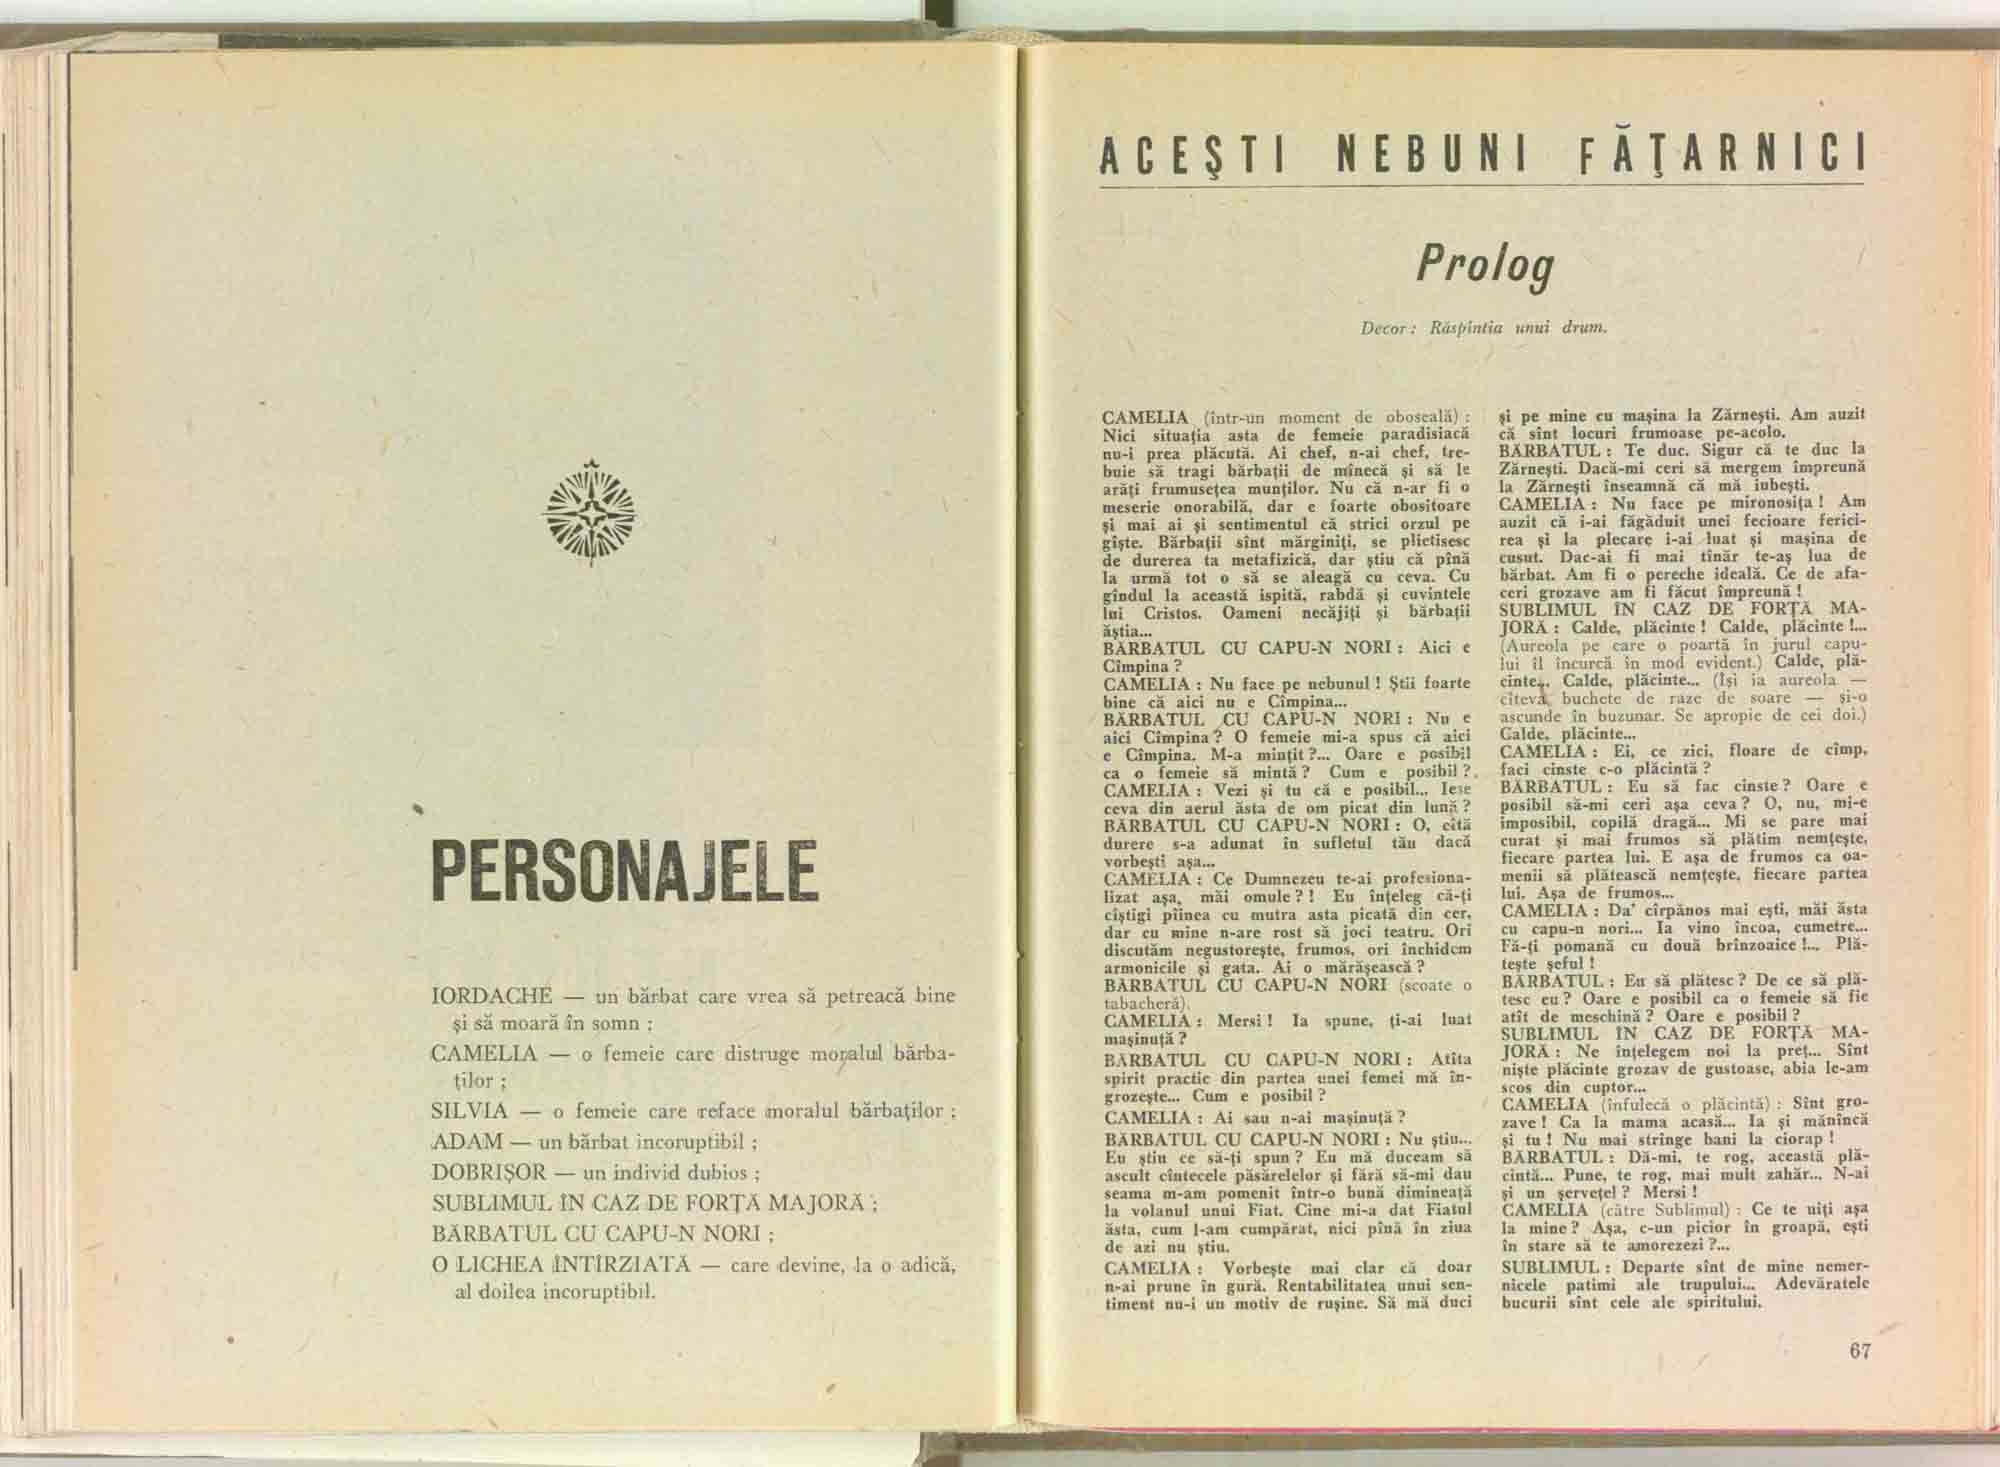 PERSONAJELE
IORDACHE — un bărbat care vrea să petreacă bine
și să moară în somn ;
CAMELIA — o femeie care distruge moralul bărba-
ților ;
SILVIA — o femeie care reface moralul bărbaților ;
ADAM — un bărbat incoruptibil ;
DOBRIȘOR — un individ dubios ;
SUBLIMUL ÎN CAZ DE FORȚĂ MAJORĂ ;
BĂRBATUL CU CAPU-N NORI ;
O LICHEA ÎNTÎRZIATĂ — care devine, la o adică,
al doilea incoruptibil.
ACEȘTI NEBUNI FĂȚARNICI
Prolog
Decor : Răspîntia unui drum.
CAMELIA (într-un moment de oboseală) :
Nici situația asta de femeie paradisiacă
nu-i prea plăcută. Ai chef, n-ai chef, tre-
buie să tragi bărbații de mînecă și să le
arăți frumusețea munților. Nu că n-ar fi o
meserie onorabilă, dar e foarte obositoare
și mai ai și sentimentul că strici orzul pe
gîște. Bărbații sînt mărginiți, se plictisesc
de durerea ta metafizică, dar știu că pînă
la urmă tot o să se aleagă cu ceva. Cu
gîndul la această ispită, rabdă și cuvintele
lui Cristos. Oameni necăjiți și bărbații
ăștia...
BĂRBATUL CU CAPU-N NORI : Aici e
Cîmpina ?
CAMELIA : Nu face pe nebunul ! Știi foarte
bine că aici nu e Cîmpina...
BĂRBATUL CU CAPU-N NORI : Nu e
aici Cîmpina ? O femeie mi-a spus că aici
e Cîmpina. M-a mințit ?... Oare e posibil
ca o femeie să mintă ? Cum e posibil ?
CAMELIA : Vezi și tu că e posibil... Iese
ceva din aerul ăsta de om picat din lună ?
BĂRBATUL CU CAPU-N NORI : O, cîtă
durere s-a adunat în sufletul tău dacă
vorbești așa...
CAMELIA : Ce Dumnezeu te-ai profesiona-
lizat așa, măi omule ? ! Eu înțeleg că-ți
cîștigi pîinea cu mutra asta picată din cer,
dar cu mine n-are rost să joci teatru. Ori
discutăm negustorește, frumos, ori închidem
armonicile și gata. Ai o mărășească ?
BĂRBATUL CU CAPU-N NORI (scoate o
tabacheră).
CAMELIA : Mersi ! Ia spune, ți-ai luat
mașinuță ?
BĂRBATUL CU CAPU-N NORI : Atîta
spirit practic din partea unei femei mă în-
grozește... Cum e posibil ?
CAMELIA : Ai sau n-ai mașinuță ?
BĂRBATUL CU CAPU-N NORI : Nu știu...
Eu știu ce să-ți spun ? Eu mă duceam să
ascult cîntecele păsărelelor și fără să-mi dau
seama m-am pomenit într-o bună dimineață
la volanul unui Fiat. Cine mi-a dat Fiatul
ăsta, cum l-am cumpărat, nici pînă în ziua
de azi nu știu.
CAMELIA : Vorbește mai clar că doar
n-ai prune în gură. Rentabilitatea unui sen-
timent nu-i un motiv de rușine. Să mă duci
și pe mine cu mașina la Zărnești. Am auzit
că sînt locuri frumoase pe-acolo.
BĂRBATUL : Te duc. Sigur că te duc la
Zărnești. Dacă-mi ceri să mergem împreună
la Zărnești înseamnă că mă iubești.
CAMELIA : Nu face pe mironosița ! Am
auzit că i-ai făgăduit unei fecioare ferici-
rea și la plecare i-ai luat și mașina de
cusut. Dac-ai fi mai tînăr te-aș lua de
bărbat. Am fi o pereche ideală. Ce de afa-
ceri grozave am fi făcut împreună !
SUBLIMUL ÎN CAZ DE FORȚĂ MA-
JORĂ : Calde, plăcinte ! Calde, plăcinte !...
(Aureola pe care o poartă în jurul capu-
lui îl încurcă în mod evident.) Calde, plă-
cinte... Calde, plăcinte... (Își ia aureola —
cîteva buchete de raze de soare — și-o
ascunde în buzunar. Se apropie de cei doi.)
Calde, plăcinte...
CAMELIA : Ei, ce zici, floare de cîmp,
faci cinste c-o plăcintă ?
BĂRBATUL : Eu să fac cinste ? Oare e
posibil să-mi ceri așa ceva ? O, nu, mi-e
imposibil, copilă dragă... Mi se pare mai
curat și mai frumos să plătim nemțește,
fiecare partea lui. E așa de frumos ca oa-
menii să plătească nemțește, fiecare partea
lui. Așa de frumos...
CAMELIA : Da' cîrpănos mai ești, măi ăsta
cu capu-n nori... Ia vino încoa, cumetre...
Fă-ți pomană cu două brînzoaice !... Plă-
tește șeful !
BĂRBATUL : Eu să plătesc ? De ce să plă-
tesc eu ? Oare e posibil ca o femeie să fie
atît de meschină ? Oare e posibil ?
SUBLIMUL ÎN CAZ DE FORȚĂ MA-
JORĂ : Ne înțelegem noi la preț... Sînt
niște plăcinte grozav de gustoase, abia le-am
scos din cuptor...
CAMELIA (înfulecă o plăcintă) : Sînt gro-
zave ! Ca la mama acasă... Ia și mănîncă
și tu ! Nu mai strînge bani la ciorap !
BĂRBATUL : Dă-mi, te rog, această plă-
cintă... Pune, te rog, mai mult zahăr... N-ai
și un șervețel ? Mersi !
CAMELIA (către Sublimul) : Ce te uiți așa
la mine ? Așa, c-un picior în groapă, ești
în stare să te amorezezi ?...
SUBLIMUL : Departe sînt de mine nemer-
nicele patimi ale trupului... Adevăratele
bucurii sînt cele ale spiritului.
67